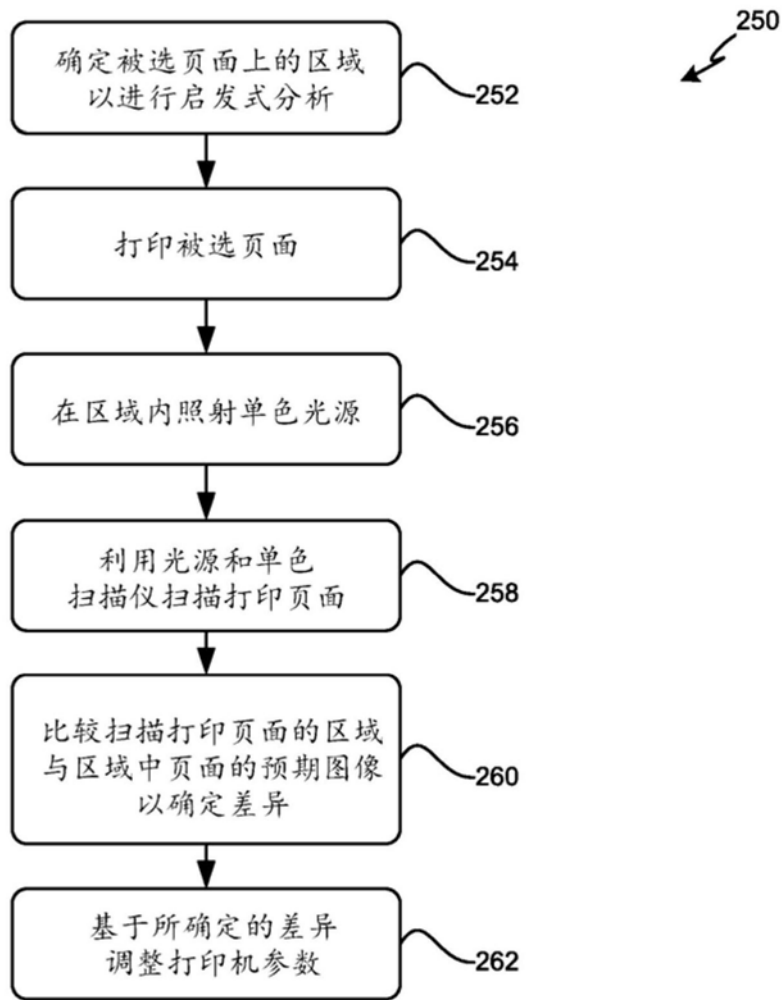 250
确定被选页面上的区域
以进行启发式分析
252
打印被选页面
254
在区域内照射单色光源
256
利用光源和单色
扫描仪扫描打印页面
258
比较扫描打印页面的区域
与区域中页面的预期图像
以确定差异
260
基于所确定的差异
调整打印机参数
262